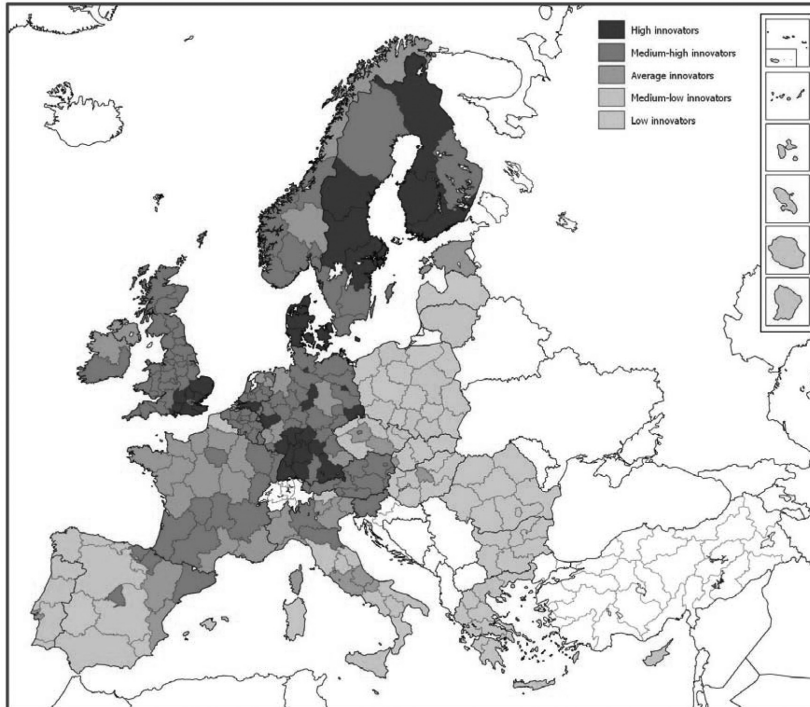 High innovators
Medium-high innovators
Average innovators
Medium-low innovators
Low innovators